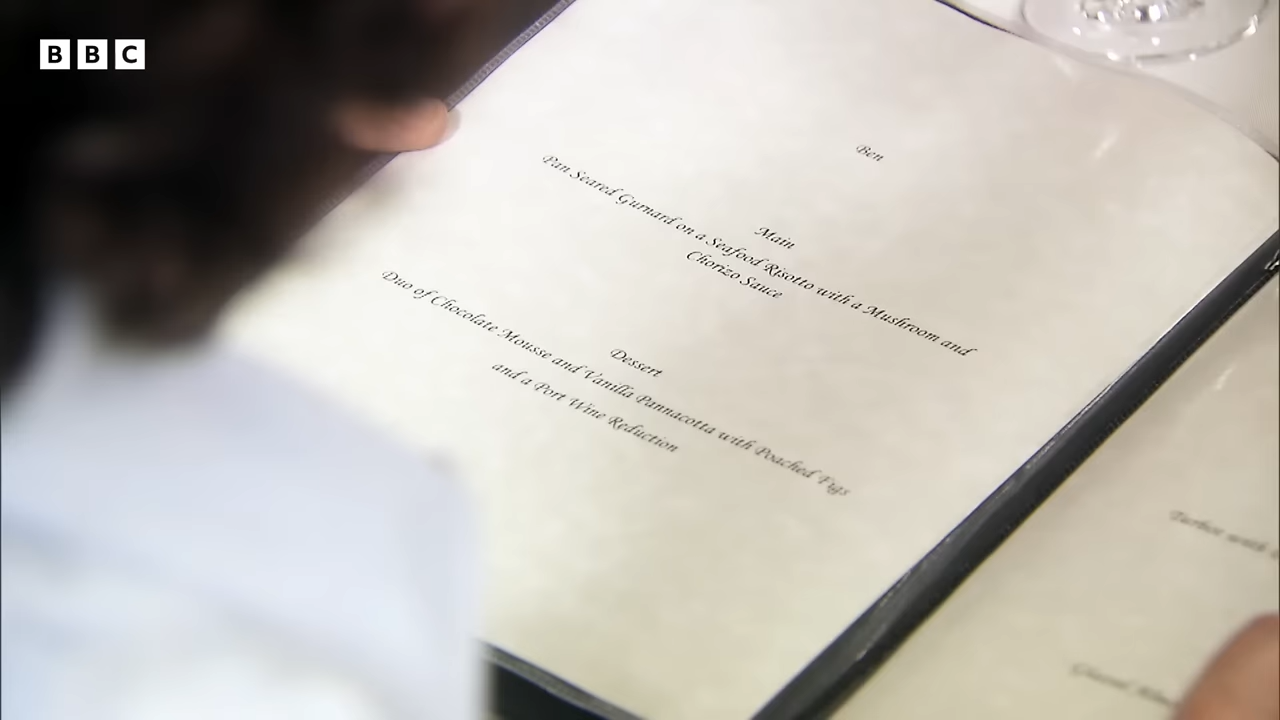 BBC
Ben
Main
Pan Seared Gurnard on a Seafood Risotto with a Mushroom and
Chorizo Sauce
Dessert
Duo of Chocolate Mousse and Vanilla Pannacotta with Poached Figs
and a Port Wine Reduction
with